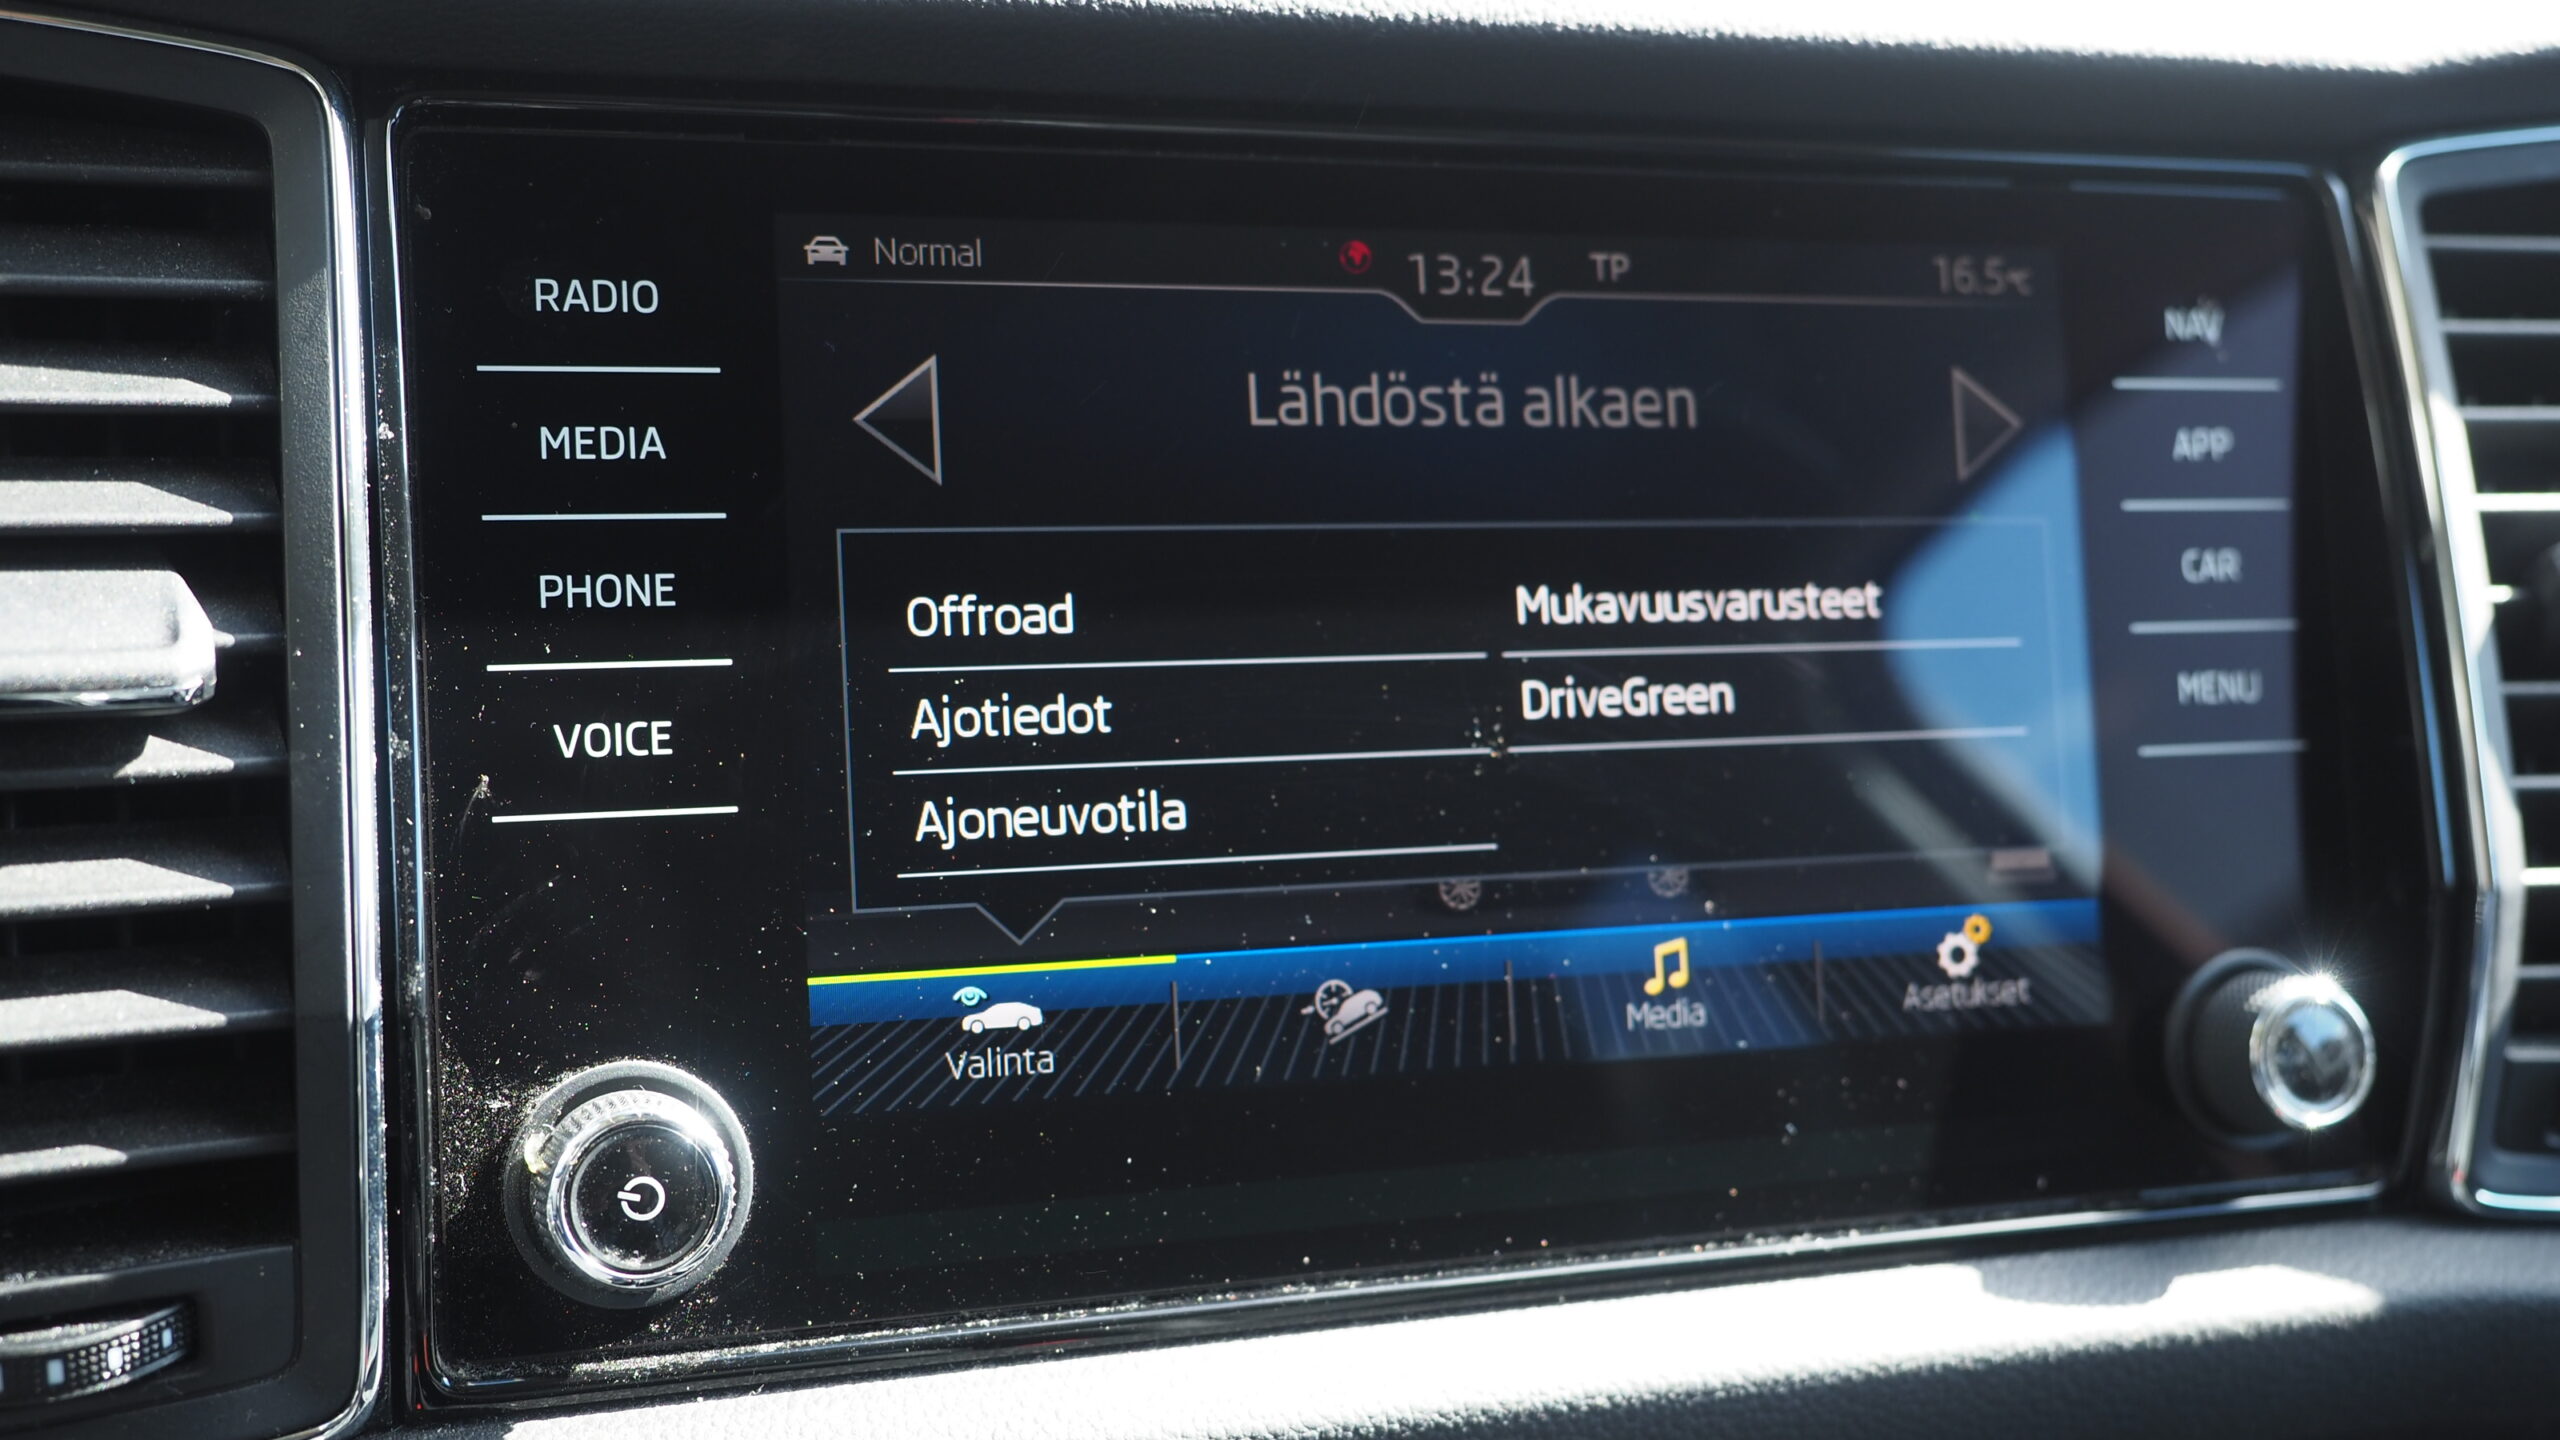 Normal
13:24
TP
16.5°C
RADIO
MEDIA
PHONE
VOICE
Lähdöstä alkaen
Offroad
Ajotiedot
Ajoneuvotila
Mukavuusvarusteet
DriveGreen
Valinta
Media
Asetukset
NAV
APP
CAR
MENU